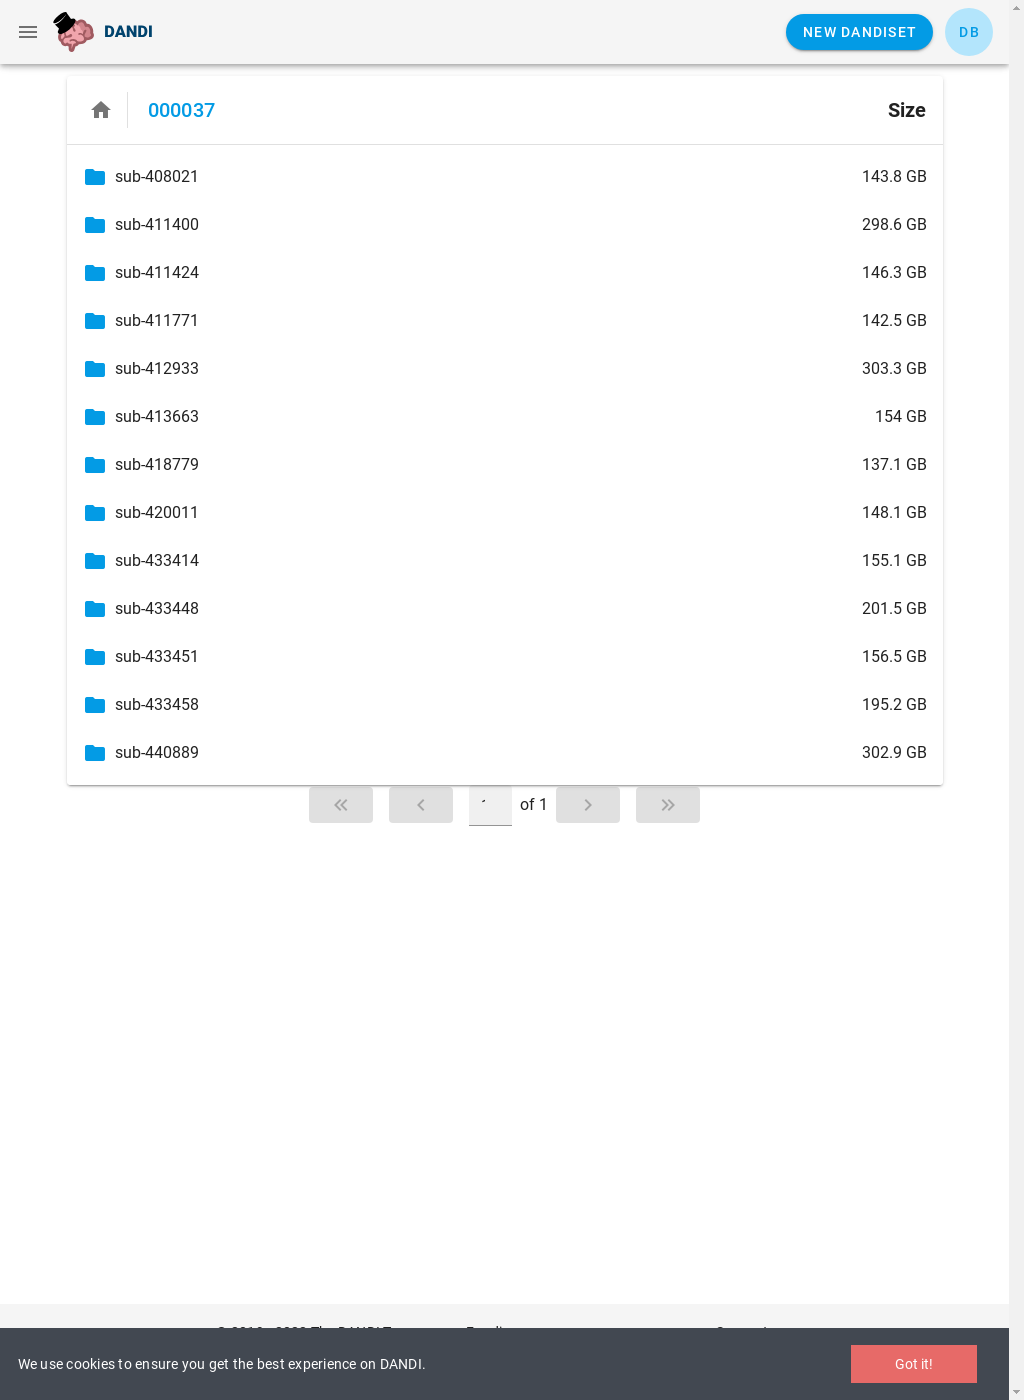 DANDI
NEW DANDISET
DB
000037
Size
sub-408021 143.8 GB
sub-411400 298.6 GB
sub-411424 146.3 GB
sub-411771 142.5 GB
sub-412933 303.3 GB
sub-413663 154 GB
sub-418779 137.1 GB
sub-420011 148.1 GB
sub-433414 155.1 GB
sub-433448 201.5 GB
sub-433451 156.5 GB
sub-433458 195.2 GB
sub-440889 302.9 GB
of 1
We use cookies to ensure you get the best experience on DANDI.
Got it!